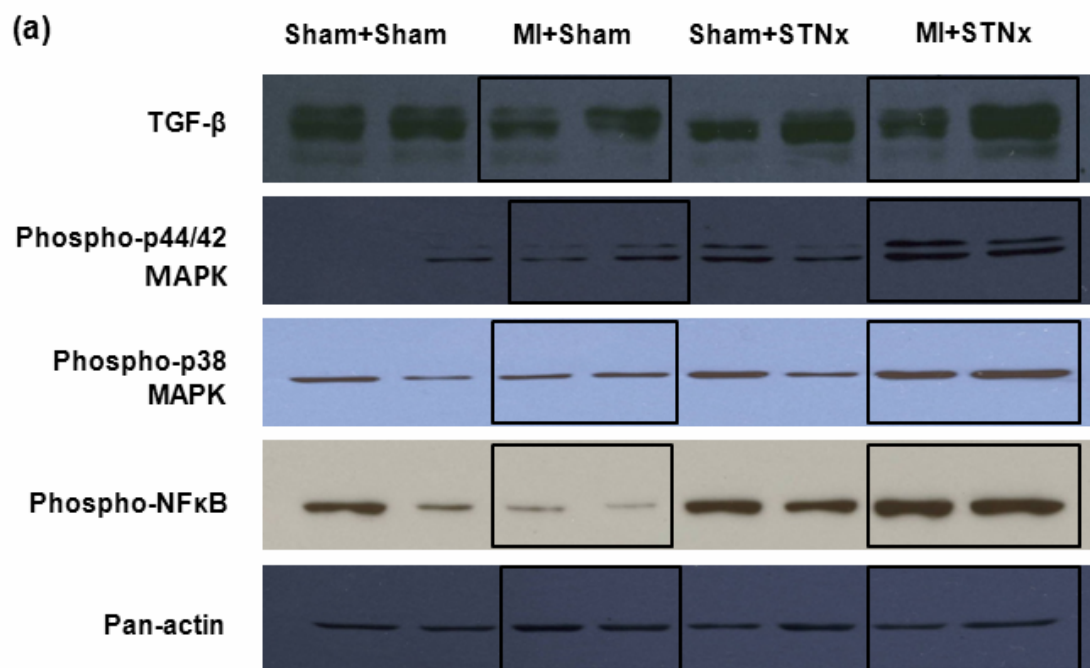 (a)
Sham+Sham MI+Sham Sham+STNx MI+STNx
TGF-β
Phospho-p44/42
MAPK
Phospho-p38
MAPK
Phospho-NFκB
Pan-actin